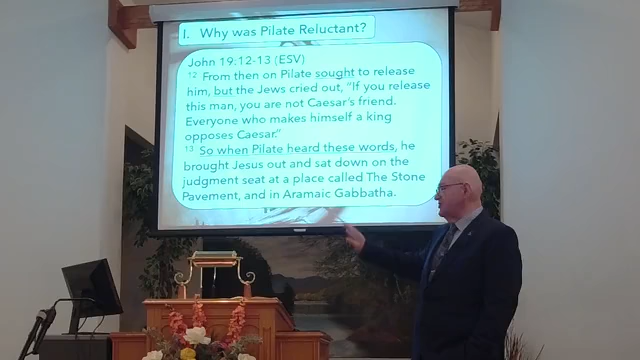 I. Why was Pilate Reluctant?
John 19:12-13 (ESV)
12 From then on Pilate sought to release
him, but the Jews cried out, "If you release
this man, you are not Caesar's friend.
Everyone who makes himself a king
opposes Caesar."
13 So when Pilate heard these words, he
brought Jesus out and sat down on the
judgment seat at a place called The Stone
Pavement, and in Aramaic Gabbatha.